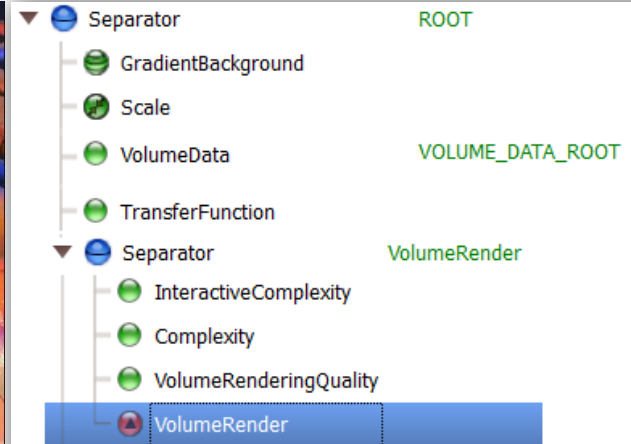 Separator ROOT
GradientBackground
Scale
VolumeData VOLUME_DATA_ROOT
TransferFunction
Separator VolumeRender
InteractiveComplexity
Complexity
VolumeRenderingQuality
VolumeRender